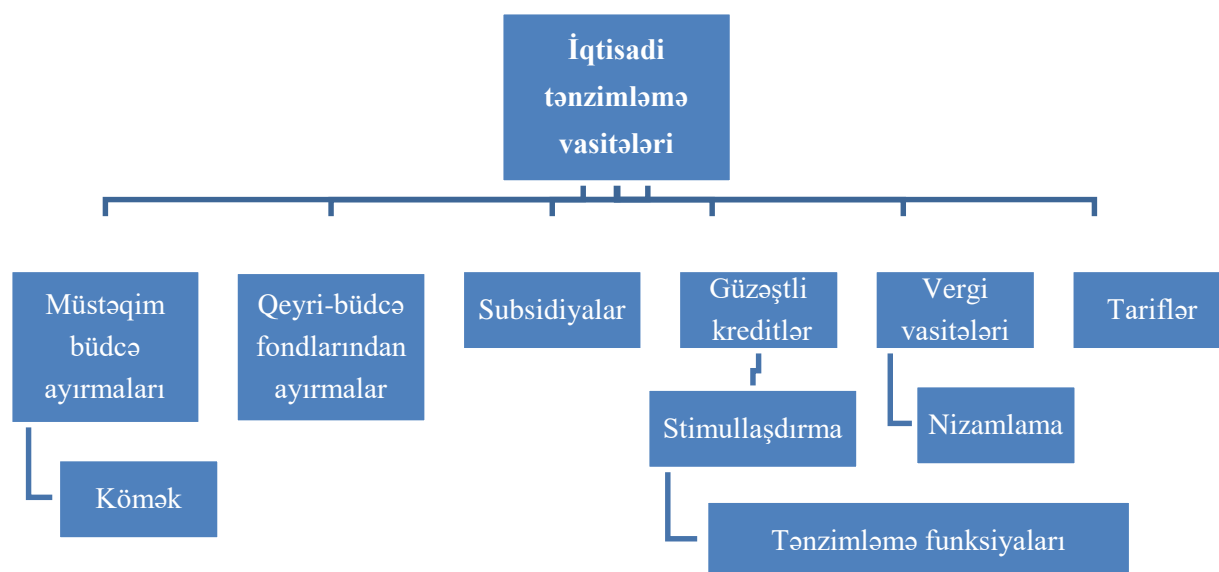 İqtisadi
tənzimləmə
vasitələri
Müstəqim
büdcə
ayırmaları
Qeyri-büdcə
fondlarından
ayırmalar
Subsidiyalar
Güzəştli
kreditlər
Vergi
vasitələri
Tariflər
Stimullaşdırma
Nizamlama
Kömək
Tənzimləmə funksiyaları